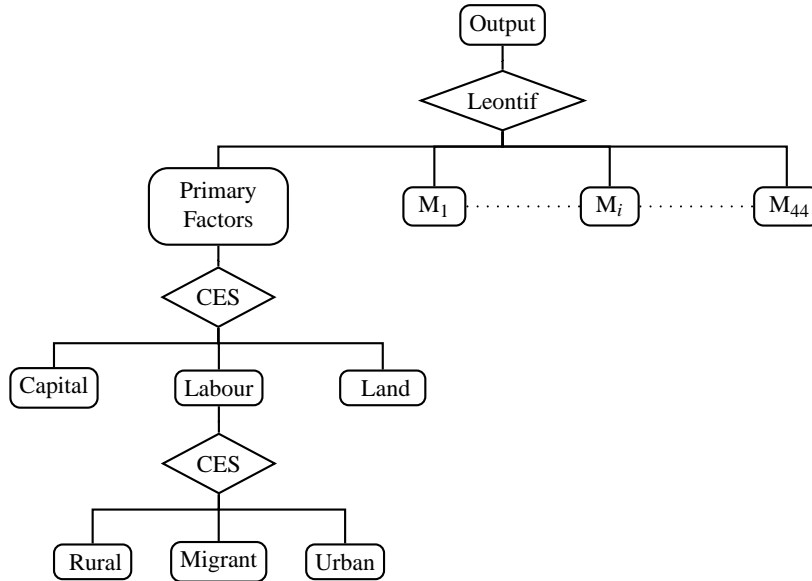 Output
Leontif
Primary
Factors
M1
Mi
M44
CES
Capital
Labour
Land
CES
Rural
Migrant
Urban